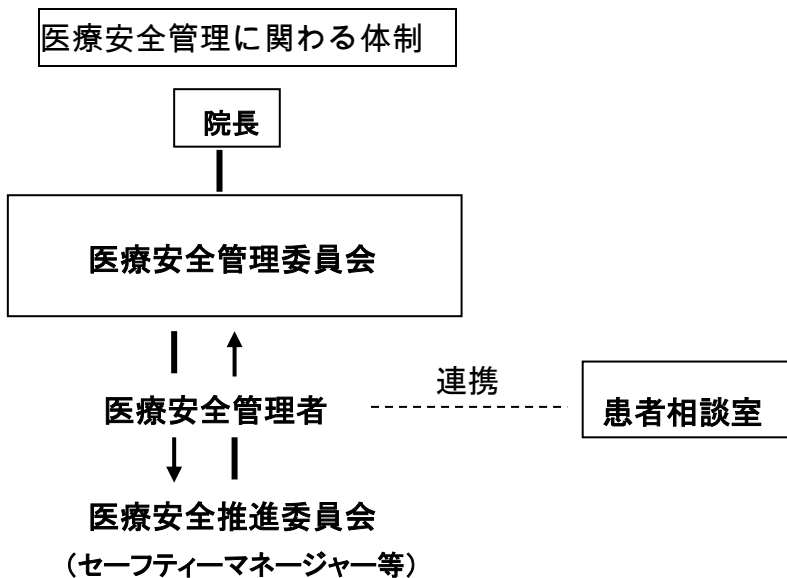 医療安全管理に関わる体制
院長
医療安全管理委員会
連携
医療安全管理者
患者相談室
医療安全推進委員会
（セーフティーマネージャー等）